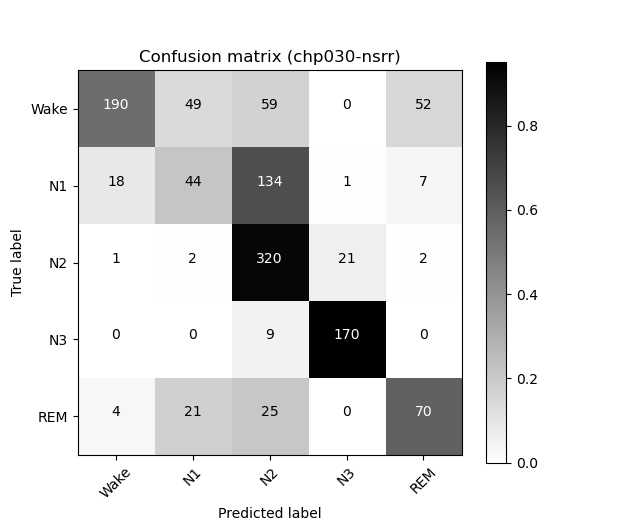 Confusion matrix (chp030-nsrr)
True label
Wake 190 49 59 0 52
N1 18 44 134 1 7
N2 1 2 320 21 2
N3 0 0 9 170 0
REM 4 21 25 0 70
Wake N1 N2 N3 REM
Predicted label
0.8
0.6
0.4
0.2
0.0